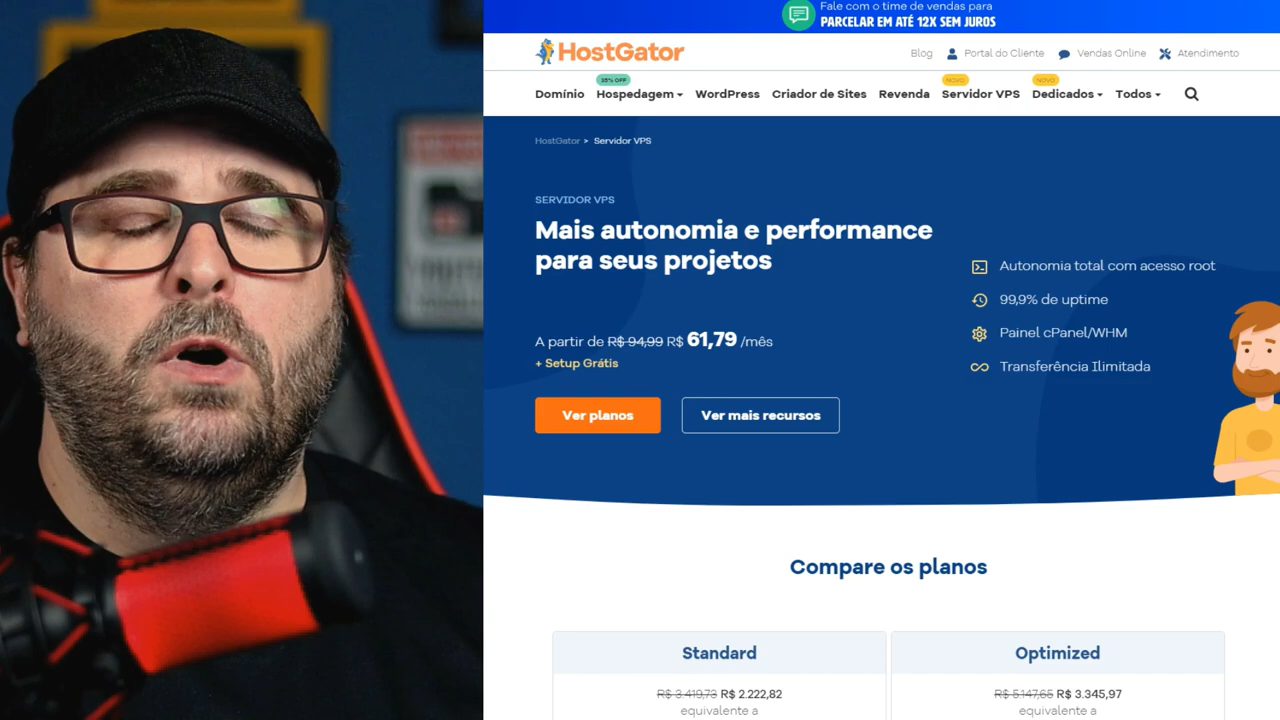 Fale com o time de vendas para
PARCELAR EM ATÉ 12X SEM JUROS
HostGator
Blog Portal do Cliente Vendas Online Atendimento
35% OFF NOVO NOVO
Domínio Hospedagem WordPress Criador de Sites Revenda Servidor VPS Dedicados Todos
HostGator > Servidor VPS
SERVIDOR VPS
Mais autonomia e performance
para seus projetos
A partir de R$ 94,99 R$ 61,79 /mês
+ Setup Grátis
Ver planos Ver mais recursos
Autonomia total com acesso root
99,9% de uptime
Painel cPanel/WHM
Transferência Ilimitada
Compare os planos
Standard Optimized
R$ 3.419,73 R$ 2.222,82 R$ 5.147,65 R$ 3.345,97
equivalente a equivalente a